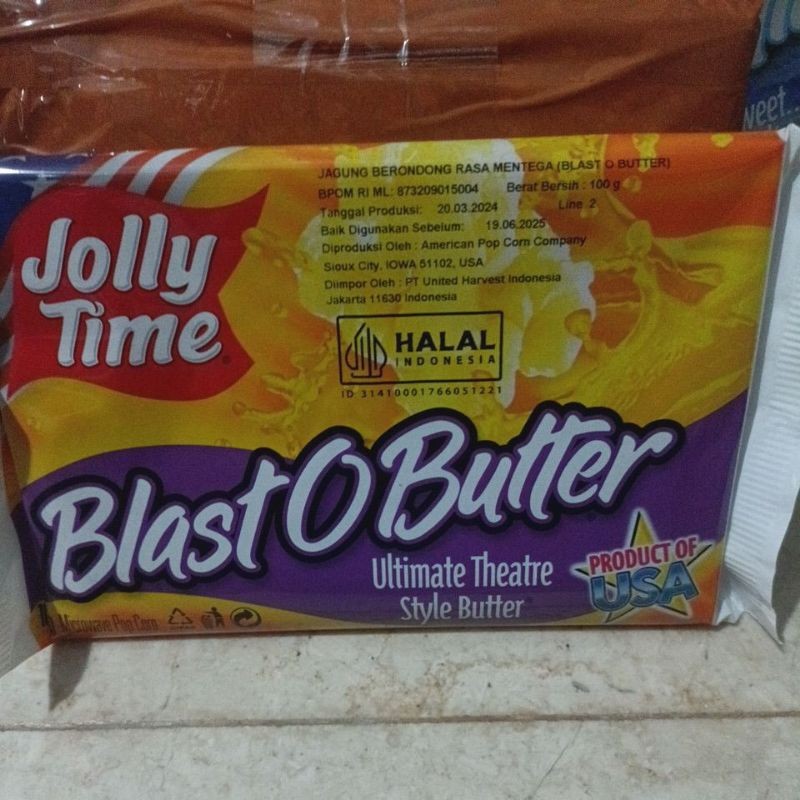 weet...
JAGUNG BERONDONG RASA MENTEGA (BLAST O BUTTER)
BPOM RI ML: 873209015004 Berat Bersih : 100 g
Tanggal Produksi: 20.03.2024 Line 2
Baik Digunakan Sebelum: 19.06.2025
Diproduksi Oleh : American Pop Corn Company
Sioux City, IOWA 51102, USA
Diimpor Oleh : PT United Harvest Indonesia
Jakarta 11630 Indonesia
Jolly
Time
HALAL
INDONESIA
ID 31410001766051221
Blast O Butter
Ultimate Theatre
Style Butter
PRODUCT OF
USA
Microwave Pop Corn